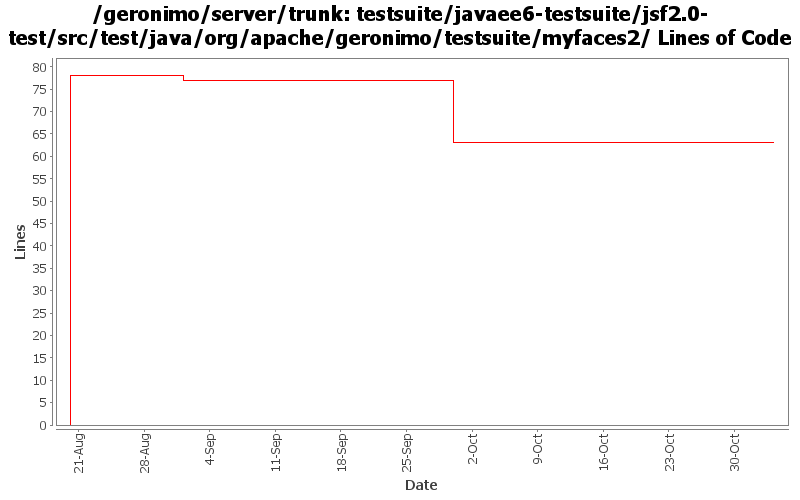 /geronimo/server/trunk: testsuite/javaee6-testsuite/jsf2.0-
test/src/test/java/org/apache/geronimo/testsuite/myfaces2/ Lines of Code
80
75
70
65
60
55
50
45
40
35
30
25
20
15
10
5
0
Lines
21-Aug
28-Aug
4-Sep
11-Sep
18-Sep
25-Sep
2-Oct
9-Oct
16-Oct
23-Oct
30-Oct
Date